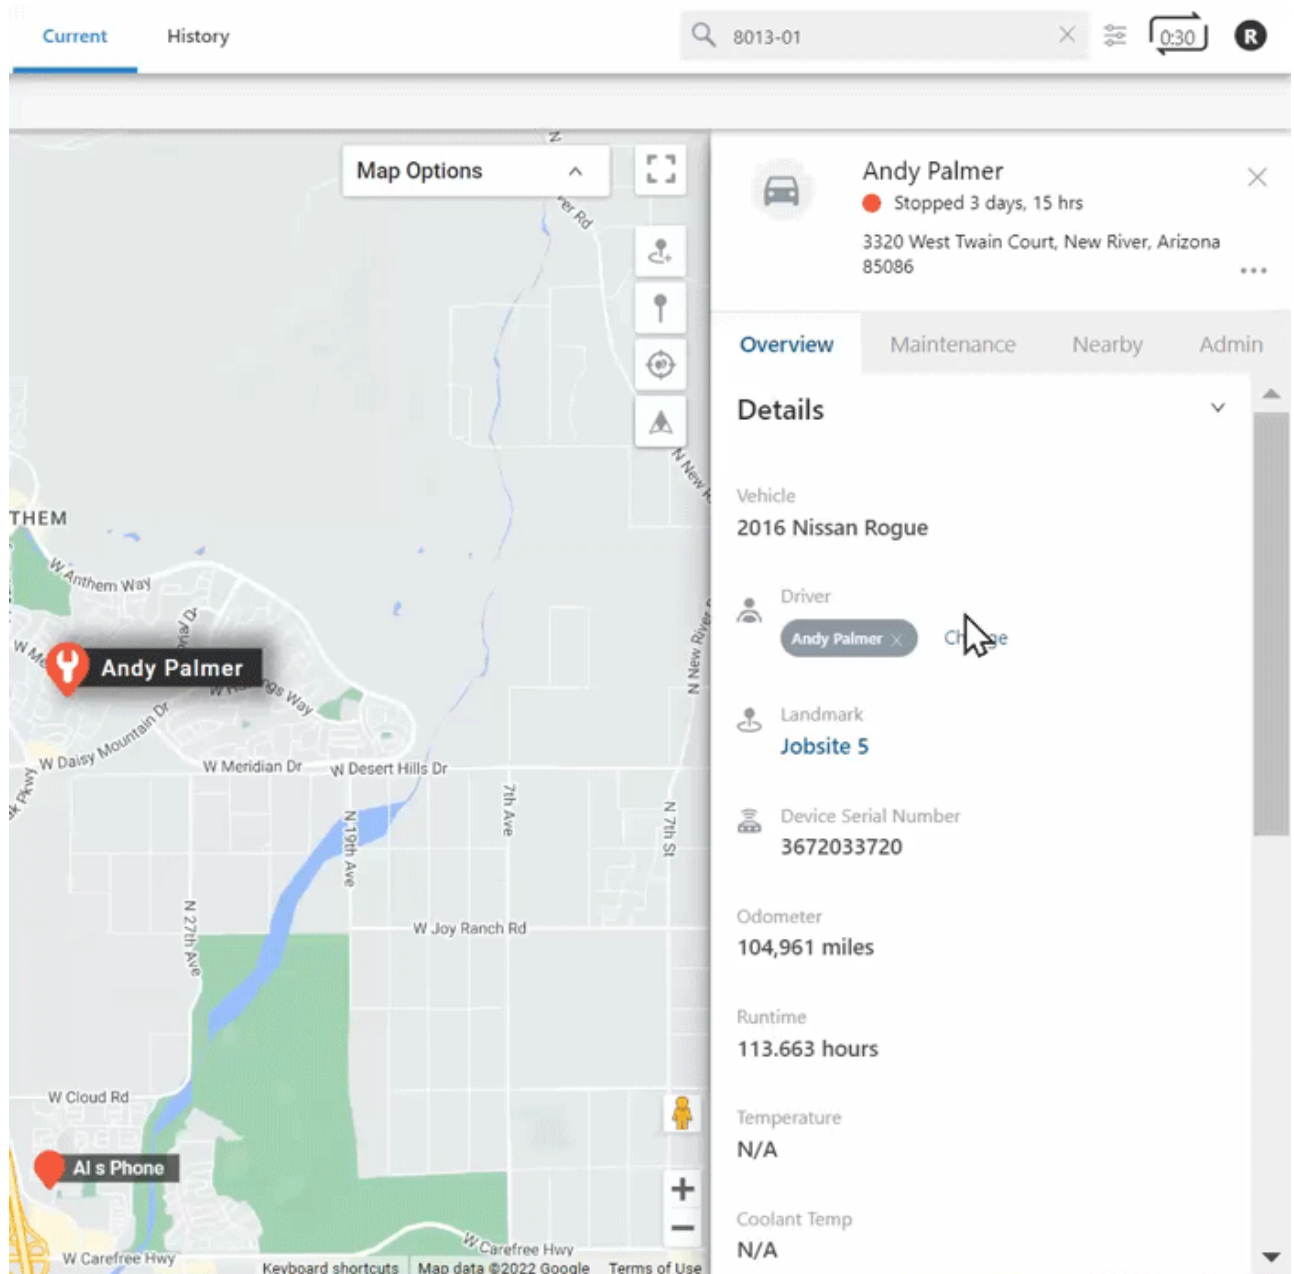 Current
History
8013-01
0:30
R
Map Options
N
er Rd
N New R
THEM
W Anthem Way
W Me
Andy Palmer
gs Way
W Daisy Mountain Dr
N New River
W Meridian Dr
W Desert Hills Dr
7th Ave
N 7th St
N 19th Ave
N 27th Ave
W Joy Ranch Rd
W Cloud Rd
Al s Phone
W Carefree Hwy
W Carefree Hwy
Keyboard shortcuts
Map data ©2022 Google
Terms of Use
Andy Palmer
Stopped 3 days, 15 hrs
3320 West Twain Court, New River, Arizona
85086
Overview
Maintenance
Nearby
Admin
Details
Vehicle
2016 Nissan Rogue
Driver
Andy Palmer
Landmark
Jobsite 5
Device Serial Number
3672033720
Odometer
104,961 miles
Runtime
113.663 hours
Temperature
N/A
Coolant Temp
N/A